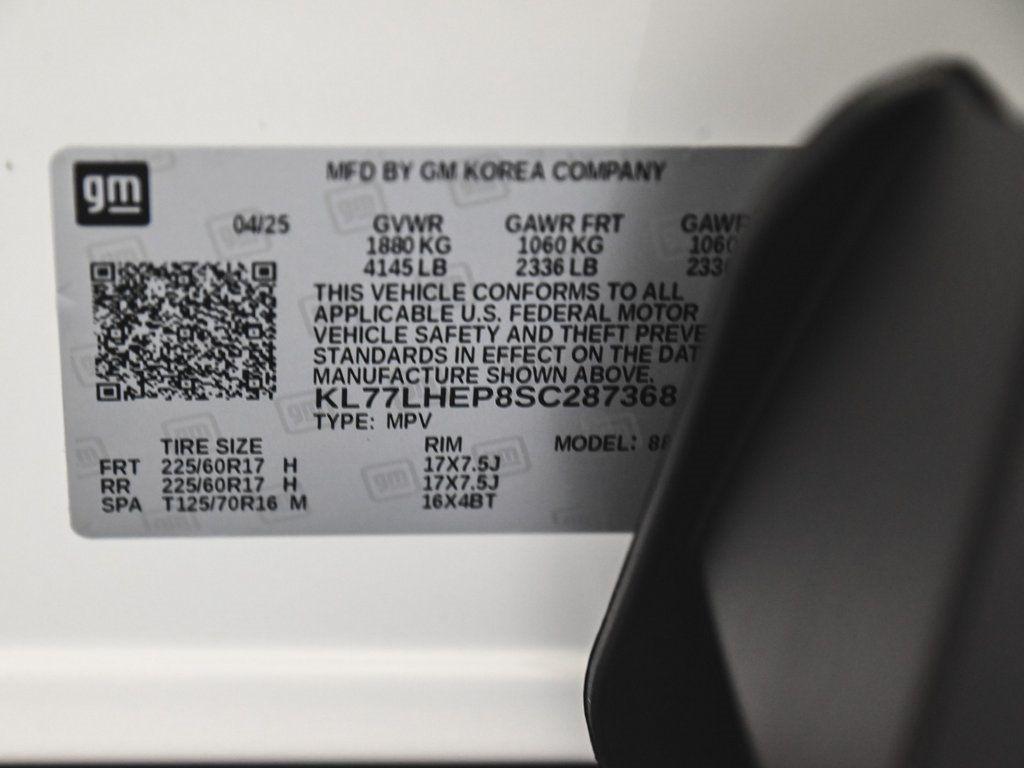 gm
MFD BY GM KOREA COMPANY
04/25 GVWR GAWR FRT
1880 KG 1060 KG 1060
4145 LB 2336 LB
THIS VEHICLE CONFORMS TO ALL
APPLICABLE U.S. FEDERAL MOTOR
VEHICLE SAFETY AND THEFT PREVE
STANDARDS IN EFFECT ON THE DAT
MANUFACTURE SHOWN ABOVE.
KL77LHEP8SC287368
TYPE: MPV
TIRE SIZE RIM MODEL:
FRT 225/60R17 H 17X7.5J
RR 225/60R17 H 17X7.5J
SPA T125/70R16 M 16X4BT